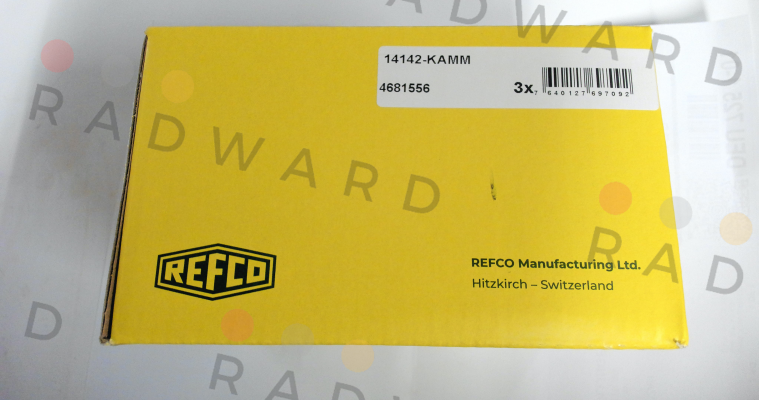 14142-KAMM
4681556
3x
7 640127 697092
REFCO
REFCO Manufacturing Ltd.
Hitzkirch – Switzerland
RADWARD
RADWARD
RAD
D
RADWARD